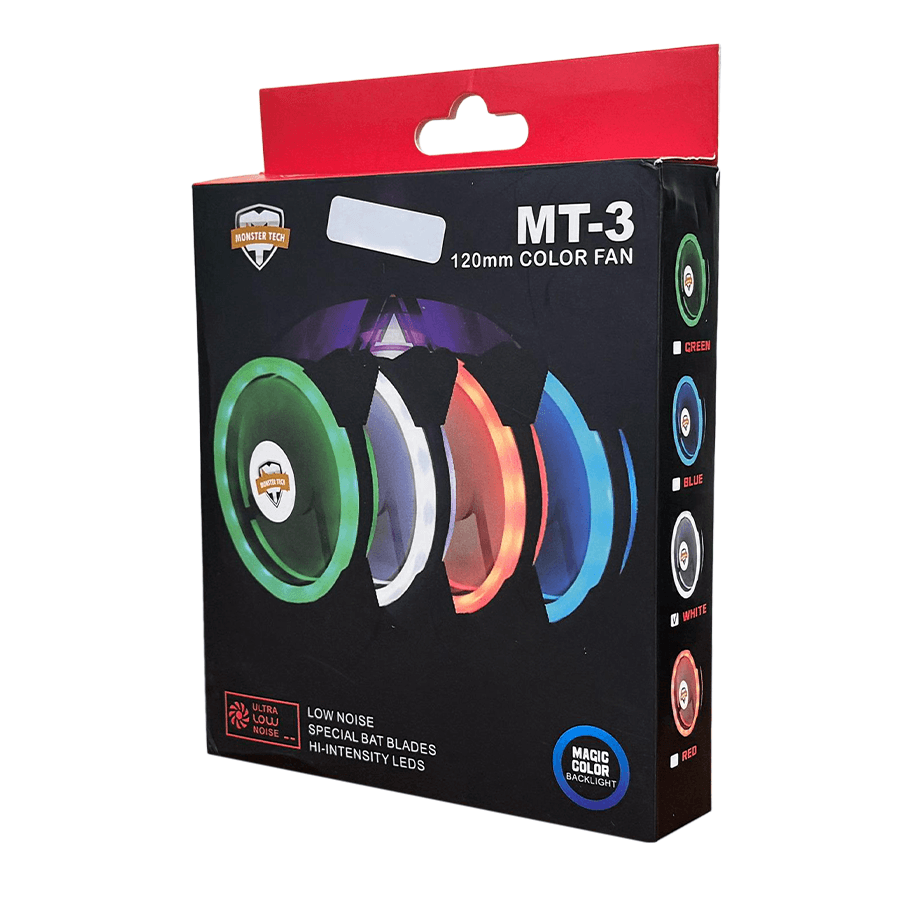 MONSTER TECH
MT-3
120mm COLOR FAN
MONSTER TECH
ULTRA
LOW
NOISE
LOW NOISE
SPECIAL BAT BLADES
HI-INTENSITY LEDS
MAGIC
COLOR
BACKLIGHT
GREEN
BLUE
WHITE
RED